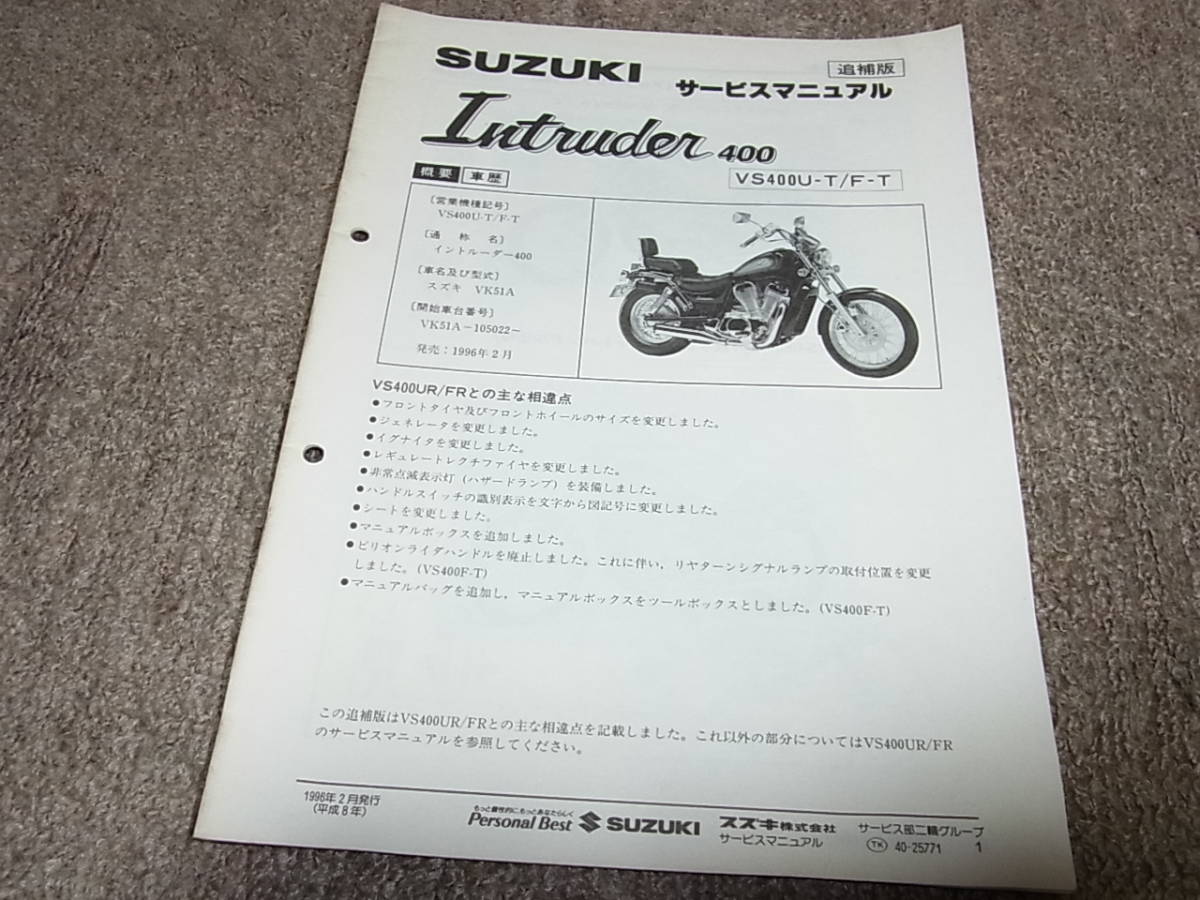 SUZUKI
サービスマニュアル
追補版
Intruder 400
VS400U-T/F-T
概要 車歴
〔営業機種記号〕
VS400U-T/F-T
〔通称名〕
イントルーダー400
〔車名及び型式〕
スズキ VK51A
〔開始車台番号〕
VK51A－105022－
発売：1996年2月
VS400UR/FRとの主な相違点
●フロントタイヤ及びフロントホイールのサイズを変更しました。
●ジェネレータを変更しました。
●イグナイタを変更しました。
●レギュレートレクチファイヤを変更しました。
●非常点滅表示灯（ハザードランプ）を装備しました。
●ハンドルスイッチの識別表示を文字から図記号に変更しました。
●シートを変更しました。
●マニュアルボックスを追加しました。
●ピリオンライダハンドルを廃止しました。これに伴い，リヤターンシグナルランプの取付位置を変更
しました。(VS400F-T)
●マニュアルバッグを追加し，マニュアルボックスをツールボックスとしました。(VS400F-T)
この追補版はVS400UR/FRとの主な相違点を記載しました。これ以外の部分についてはVS400UR/FR
のサービスマニュアルを参照してください。
1996年2月発行
（平成8年）
もっと個性的に、もっとあなたらしく
Personal Best SUZUKI
スズキ株式会社 サービス部二輪グループ
サービスマニュアル TK 40-25771 1